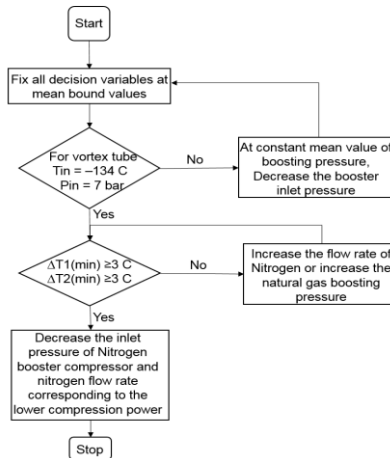 Start
Fix all decision variables at
mean bound values
For vortex tube
Tin = –134 C
Pin = 7 bar
No
At constant mean value of
boosting pressure,
Decrease the booster
inlet pressure
Yes
ΔT1(min) ≥3 C
ΔT2(min) ≥3 C
No
Increase the flow rate of
Nitrogen or increase the
natural gas boosting
pressure
Yes
Decrease the inlet
pressure of Nitrogen
booster compressor and
nitrogen flow rate
corresponding to the
lower compression power
Stop